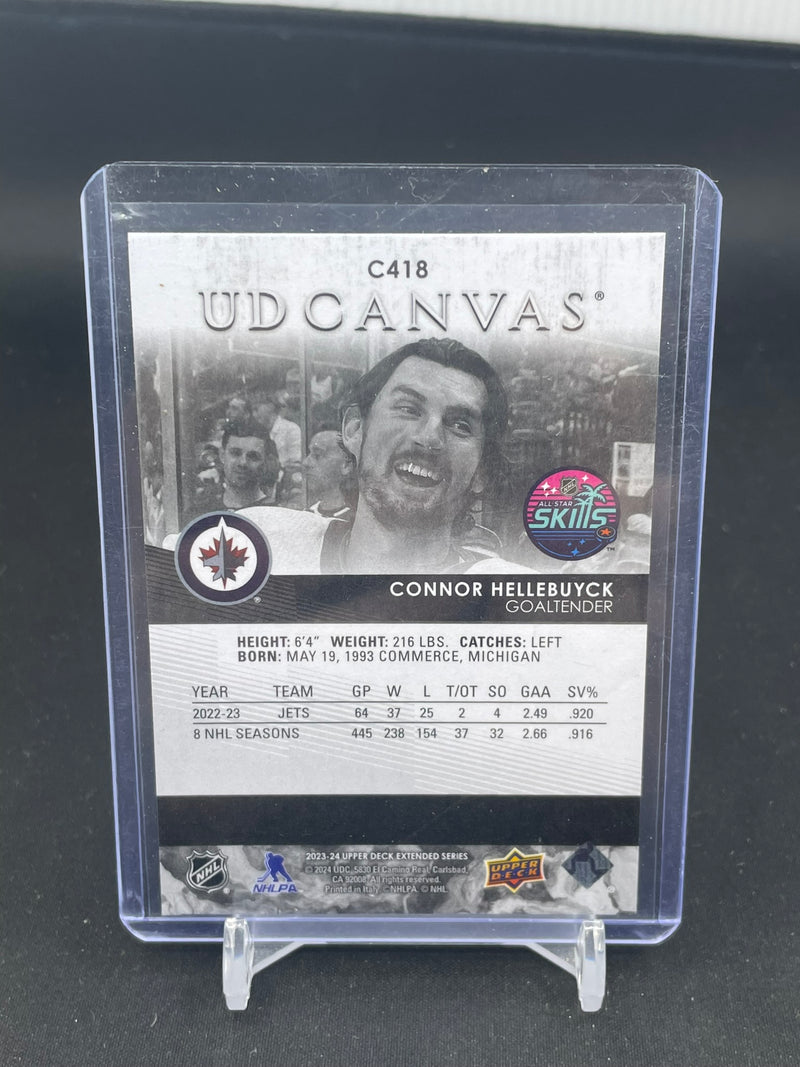 C418
UD CANVAS®
NHL
ALL-STAR
SKILLS
™
®
CONNOR HELLEBUYCK
GOALTENDER
HEIGHT: 6'4" WEIGHT: 216 LBS. CATCHES: LEFT
BORN: MAY 19, 1993 COMMERCE, MICHIGAN
YEAR TEAM GP W L T/OT SO GAA SV%
2022-23 JETS 64 37 25 2 4 2.49 .920
8 NHL SEASONS 445 238 154 37 32 2.66 .916
NHL
®
NHLPA
2023-24 UPPER DECK EXTENDED SERIES
© 2024 UDC, 5830 El Camino Real, Carlsbad,
CA 92008. All rights reserved.
Printed in Italy. ©NHLPA. © NHL.
UPPER
DECK
®